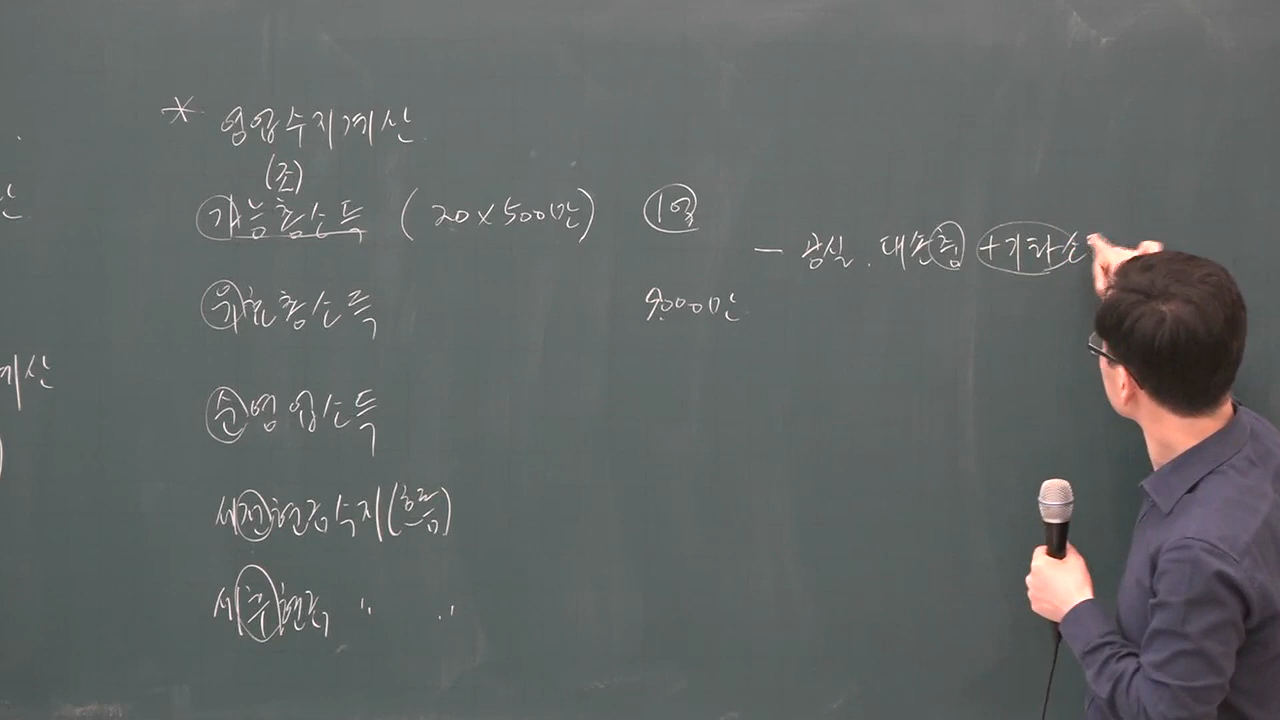 * 영업수지계산
(조)
가능총소득 (20×500만) 1억
- 공실.대손충 +기타소
유효총소득 9000만
순영업소득
세전현금수지(흐름)
세후현금 〃 〃
계산